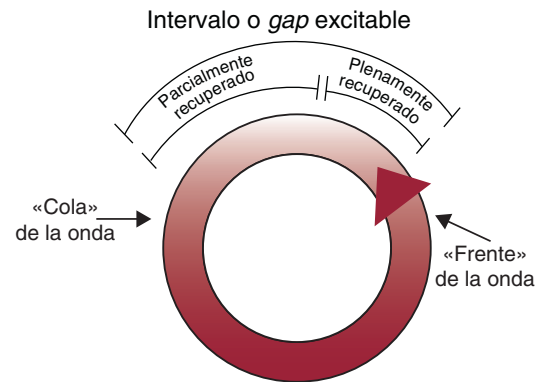 Intervalo o gap excitable
Parcialmente
recuperado
Plenamente
recuperado
«Cola»
de la onda
«Frente»
de la onda